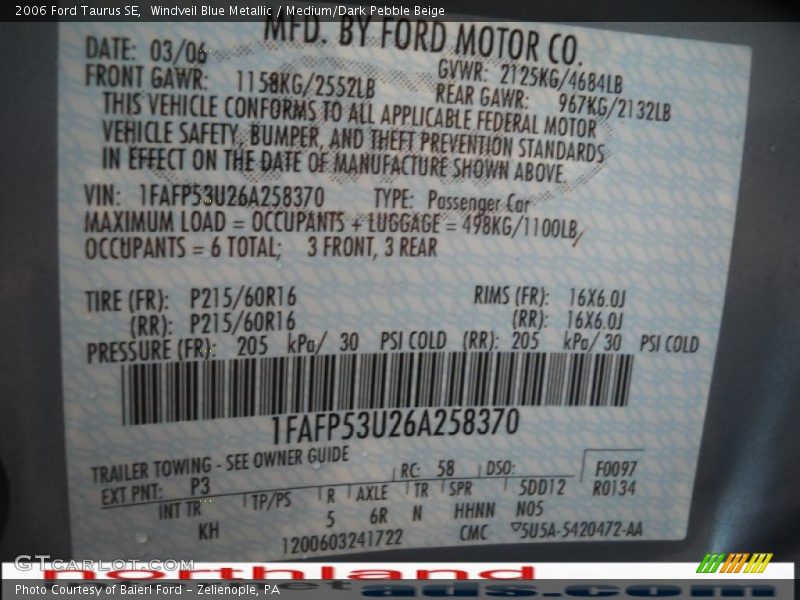 2006 Ford Taurus SE, Windveil Blue Metallic / Medium/Dark Pebble Beige
MFD. BY FORD MOTOR CO.
DATE: 03/06 GVWR: 2125KG/4684LB
FRONT GAWR: 1158KG/2552LB REAR GAWR: 967KG/2132LB
THIS VEHICLE CONFORMS TO ALL APPLICABLE FEDERAL MOTOR
VEHICLE SAFETY, BUMPER, AND THEFT PREVENTION STANDARDS
IN EFFECT ON THE DATE OF MANUFACTURE SHOWN ABOVE.
VIN: 1FAFP53U26A258370 TYPE: Passenger Car
MAXIMUM LOAD = OCCUPANTS + LUGGAGE = 498KG/1100LB
OCCUPANTS = 6 TOTAL; 3 FRONT, 3 REAR
TIRE (FR): P215/60R16 RIMS (FR): 16X6.0J
(RR): P215/60R16 (RR): 16X6.0J
PRESSURE (FR): 205 kPa/ 30 PSI COLD (RR): 205 kPa/ 30 PSI COLD
1FAFP53U26A258370
TRAILER TOWING - SEE OWNER GUIDE
EXT PNT: P3 RC: 58 DSO: F0097
INT TR TP/PS R AXLE TR SPR 5DD12 R0134
KH 5 6R N HHNN N05
1200603241722 CMC 5U5A-5420472-AA
GTCarLot.com
northland
Photo Courtesy of Baierl Ford - Zelienople, PA